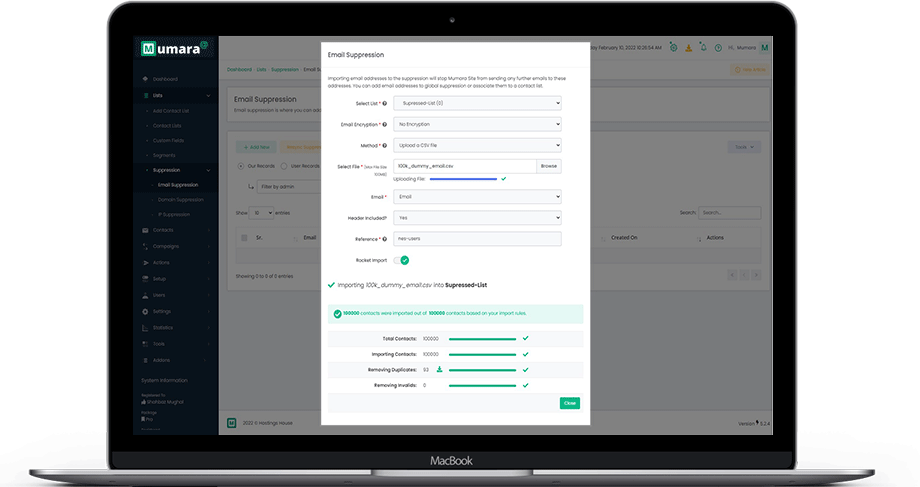 Mumara@
day February 10, 2022 10:26:54 AM
Hi, Mumara
M
Dashboard
Lists
Add Contact List
Contact Lists
Custom Fields
Segments
Suppression
Email Suppression
Domain Suppression
IP Suppression
Contacts
Campaigns
Actions
Setup
Users
Settings
Statistics
Tools
Addons
System Information
Registered To
Shahbaz Mughal
Package
Pro
Dashboard Lists Suppression Email S
Email Suppression
Email suppression is where you can add
+ Add New
Our Records
User Records
Filter by admin
Show
entries
Search:
Search...
Sr.
Email
Created On
Actions
Showing 0 to 0 of 0 entries
2022 © Hostings House
Version
5.2.4
Email Suppression
Importing email addresses to the suppression will stop Mumara Site from sending any further emails to these
addresses. You can add email addresses to global suppression or associate them to a contact list.
Select List *
Supressed-List (0)
Email Encryption *
No Encryption
Method *
Upload a CSV file
Select File * (Max File Size
100MB)
100k_dummy_email.csv
Browse
Uploading File:
Email *
Email
Header Included?
Yes
Reference *
Rocket Import
Importing 100k_dummy_email.csv into Supressed-List
100000 contacts were imported out of 100000 contacts based on your import rules.
Total Contacts: 100000
Importing Contacts: 100000
Removing Duplicates: 93
Removing Invalids: 0
Close
MacBook